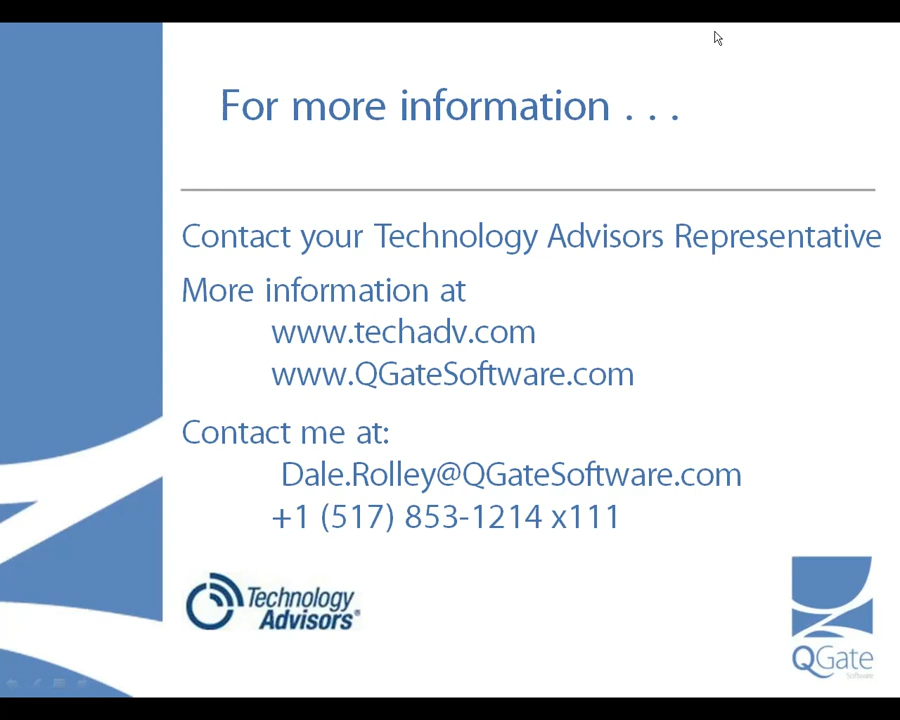 For more information . . .
Contact your Technology Advisors Representative
More information at
www.techadv.com
www.QGateSoftware.com
Contact me at:
Dale.Rolley@QGateSoftware.com
+1 (517) 853-1214 x111
Technology
Advisors®
QGate
Software